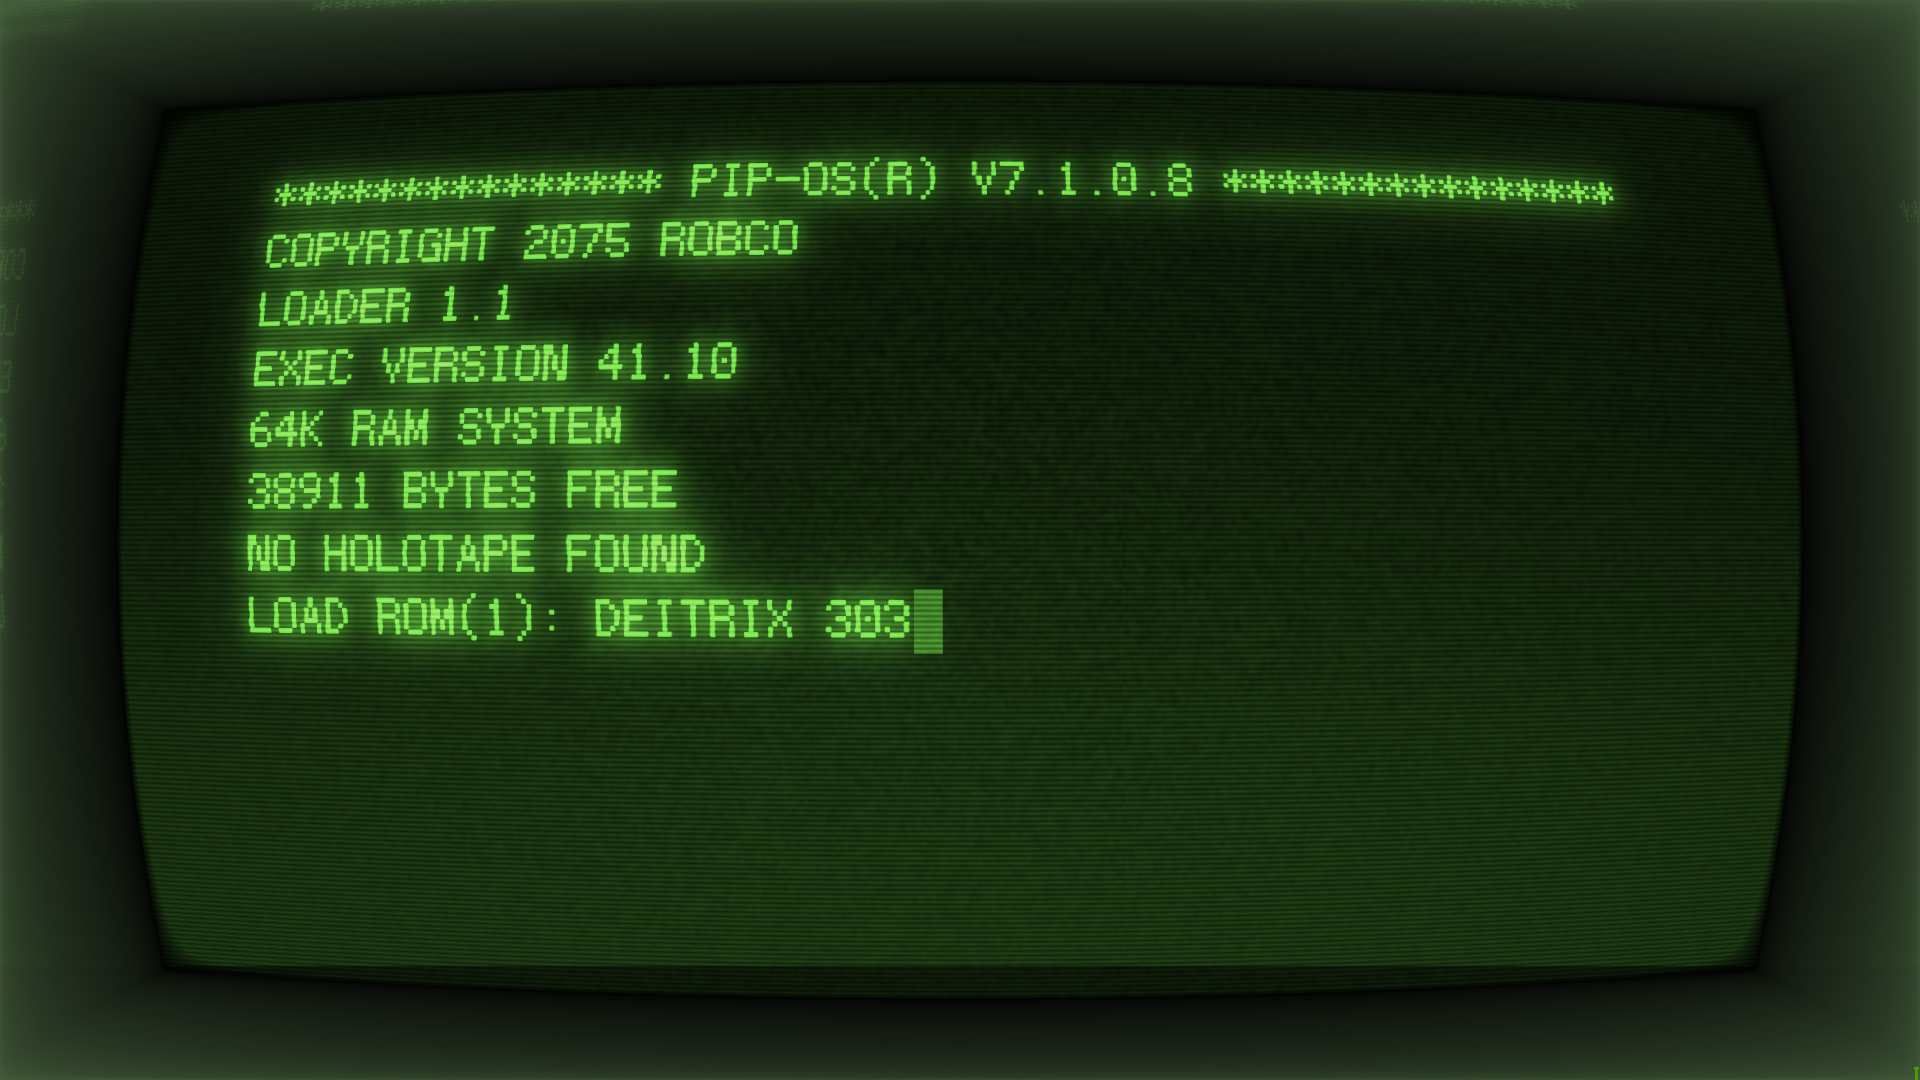 *************** PIP-OS(R) V7.1.0.8 ***************
COPYRIGHT 2075 ROBCO
LOADER 1.1
EXEC VERSION 41.10
64K RAM SYSTEM
38911 BYTES FREE
NO HOLOTAPE FOUND
LOAD ROM(1): DEITRIX 303